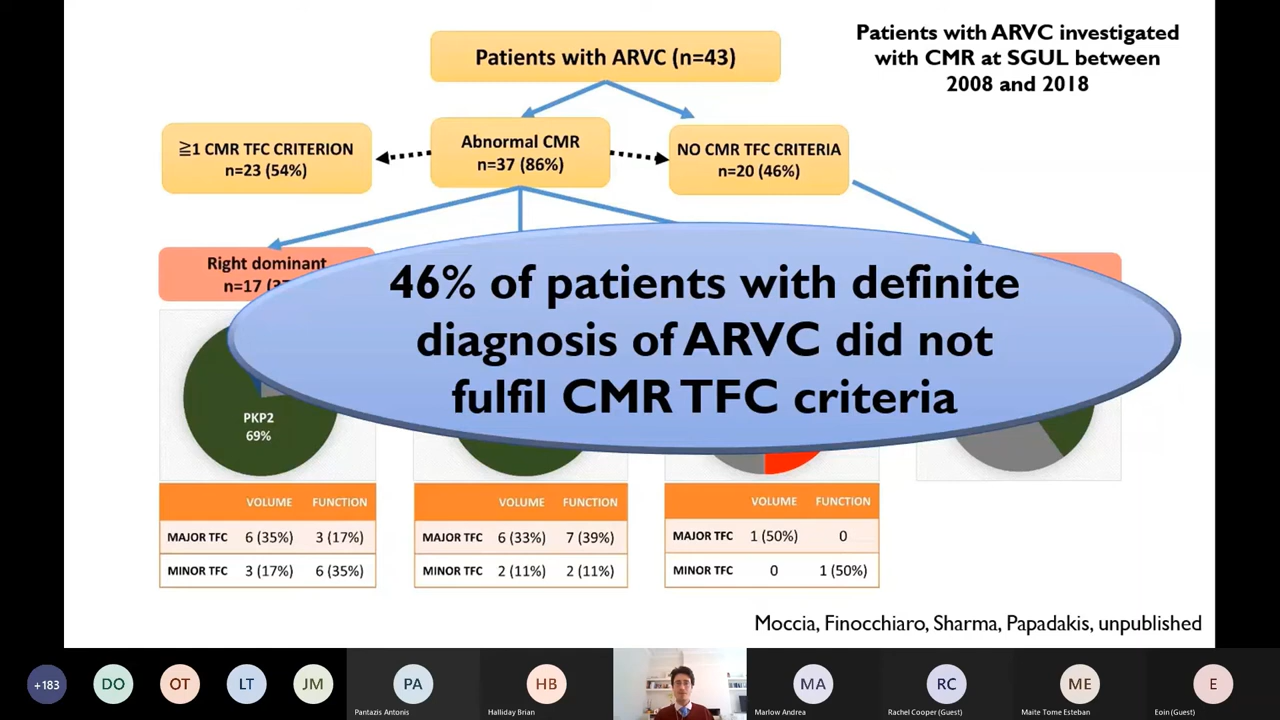 Patients with ARVC (n=43)
Patients with ARVC investigated
with CMR at SGUL between
2008 and 2018
≧1 CMR TFC CRITERION
n=23 (54%)
Abnormal CMR
n=37 (86%)
NO CMR TFC CRITERIA
n=20 (46%)
Right dominant
n=17
46% of patients with definite
diagnosis of ARVC did not
fulfil CMR TFC criteria
PKP2
69%
VOLUME FUNCTION
MAJOR TFC 6 (35%) 3 (17%)
MINOR TFC 3 (17%) 6 (35%)
VOLUME FUNCTION
MAJOR TFC 6 (33%) 7 (39%)
MINOR TFC 2 (11%) 2 (11%)
VOLUME FUNCTION
MAJOR TFC 1 (50%) 0
MINOR TFC 0 1 (50%)
Moccia, Finocchiaro, Sharma, Papadakis, unpublished
+183
DO
OT
LT
JM
PA
Pantazis Antonis
HB
Halliday Brian
MA
Marlow Andrea
RC
Rachel Cooper (Guest)
ME
Maite Tome Esteban
E
Eoin (Guest)